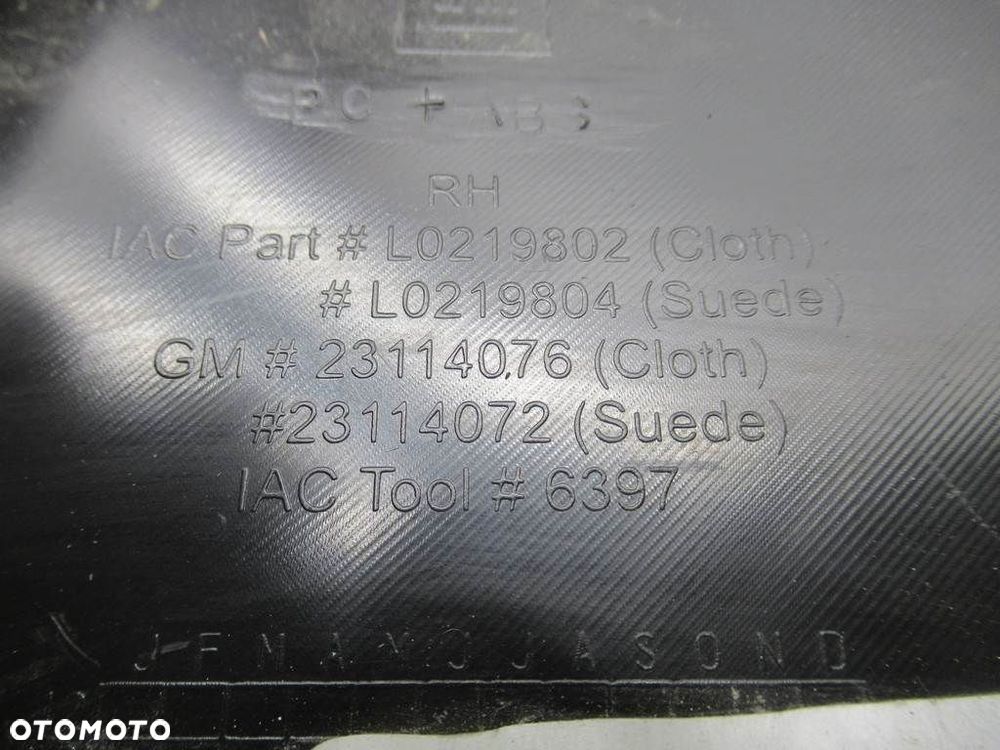 PC + ABS
RH
IAC Part # L0219802 (Cloth)
# L0219804 (Suede)
GM # 23114076 (Cloth)
#23114072 (Suede)
IAC Tool # 6397
J F M A Y J J A S O N D
OTOMOTO